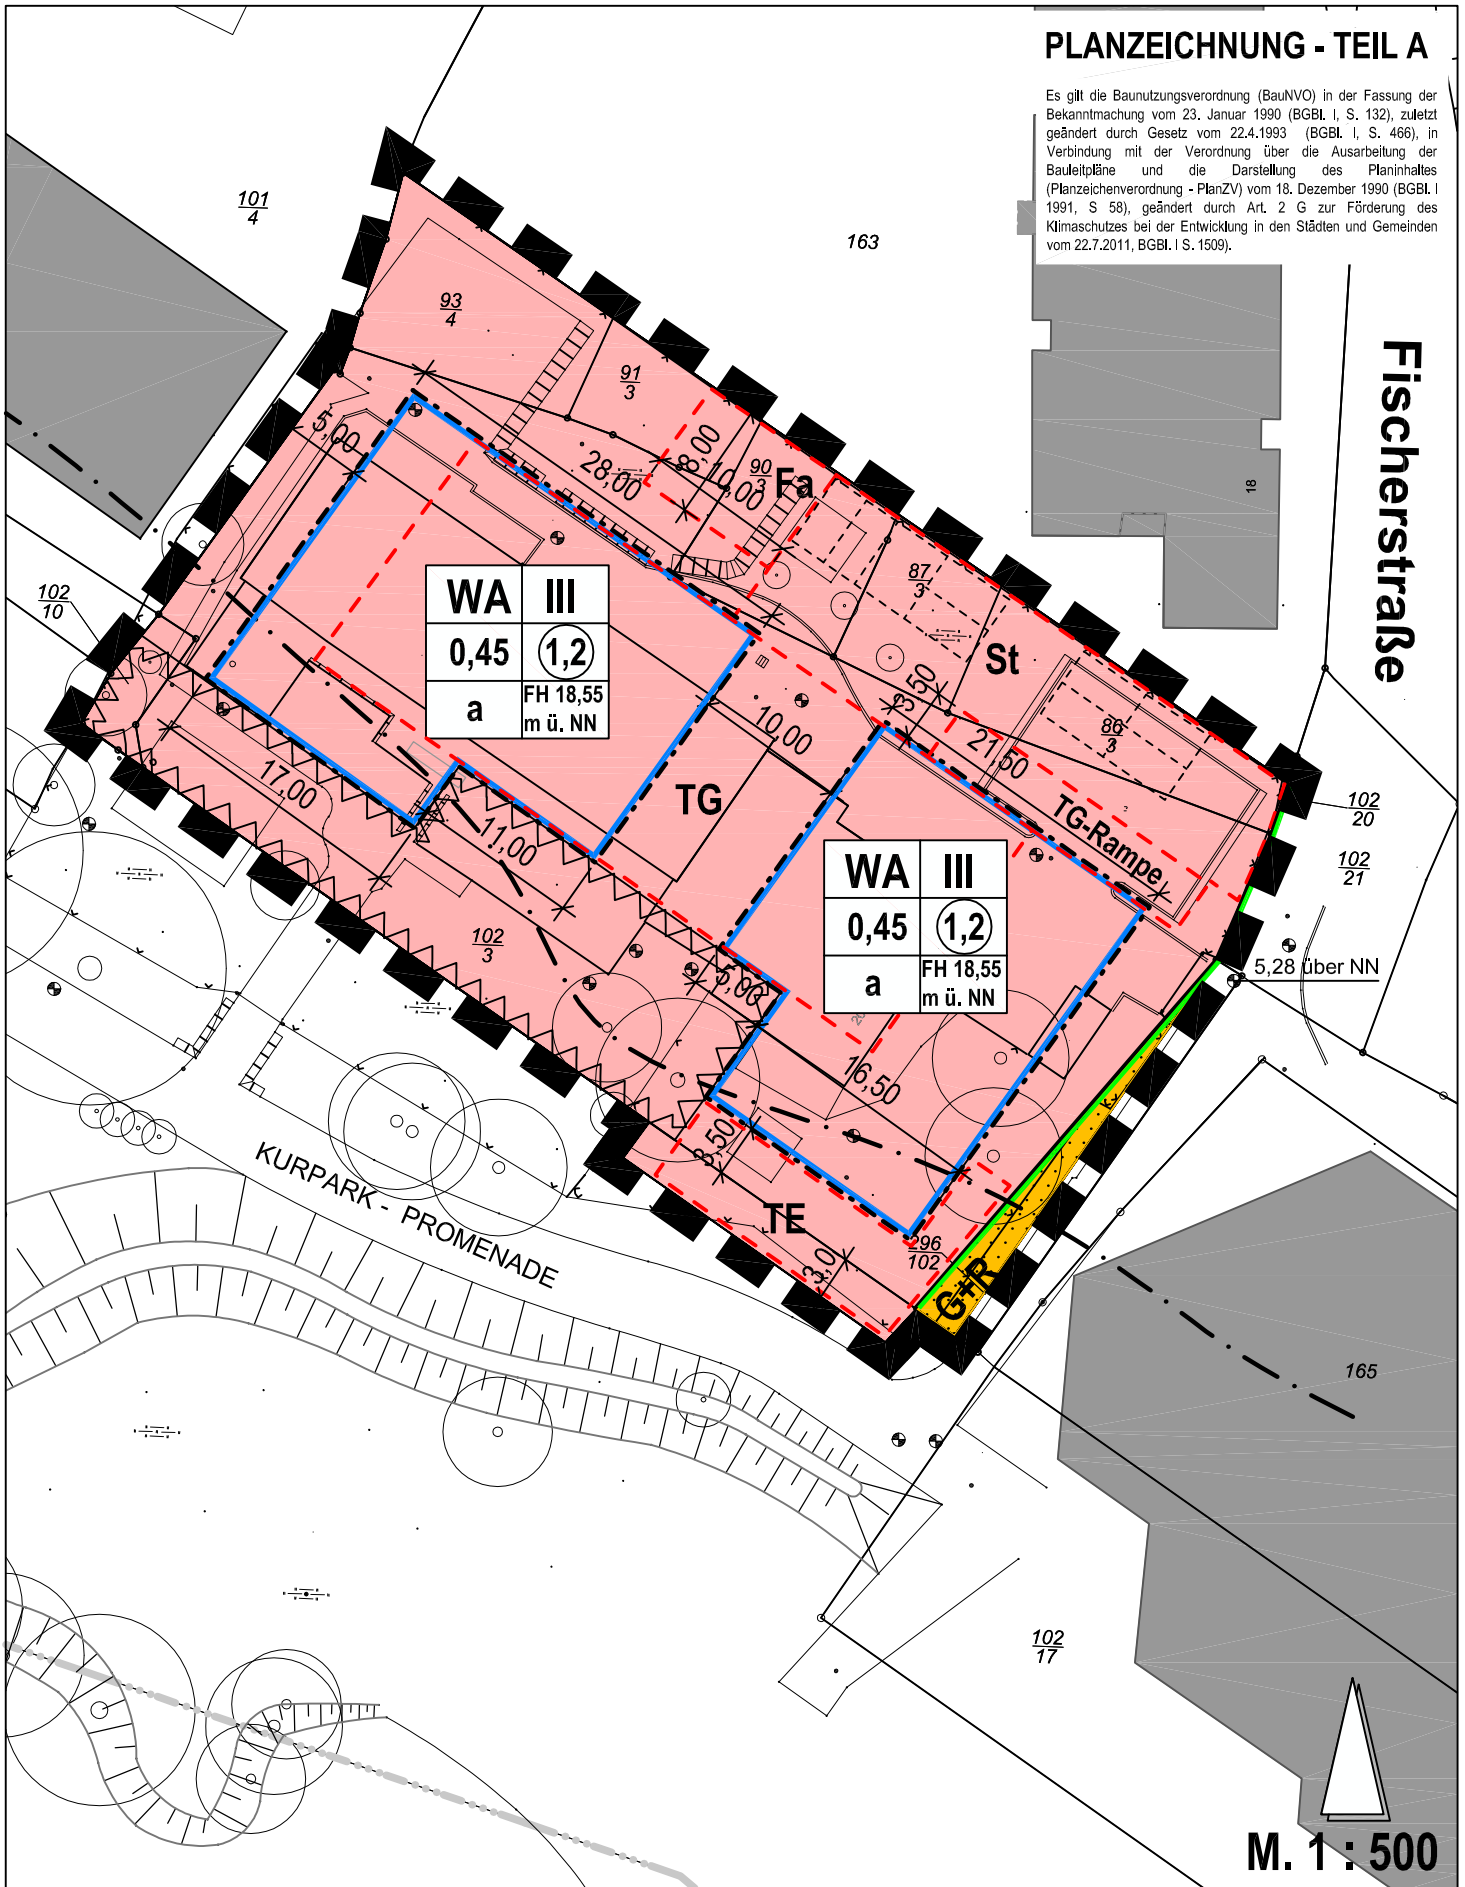 PLANZEICHNUNG - TEIL A
Es gilt die Baunutzungsverordnung (BauNVO) in der Fassung der
Bekanntmachung vom 23. Januar 1990 (BGBl. I, S. 132), zuletzt
geändert durch Gesetz vom 22.4.1993 (BGBl. I, S. 466), in
Verbindung mit der Verordnung über die Ausarbeitung der
Bauleitpläne und die Darstellung des Planinhaltes
(Planzeichenverordnung - PlanZV) vom 18. Dezember 1990 (BGBl. I
1991, S 58), geändert durch Art. 2 G zur Förderung des
Klimaschutzes bei der Entwicklung in den Städten und Gemeinden
vom 22.7.2011, BGBl. I S. 1509).
101
4
163
93
4
91
3
Fischerstraße
5,00
28,00
8,00
10,00
90
3
Fa
18
87
3
102
10
WA III
0,45 1,2
a FH 18,55
m ü. NN
St
3,50
10,00
21,50
86
3
17,00
TG
TG-Rampe
11,00
102
20
102
21
WA III
0,45 1,2
a FH 18,55
m ü. NN
102
3
5,00
5,28 über NN
16,50
3,50
KURPARK - PROMENADE
TE
3,0
296
102
G+R
165
102
17
M. 1 : 500